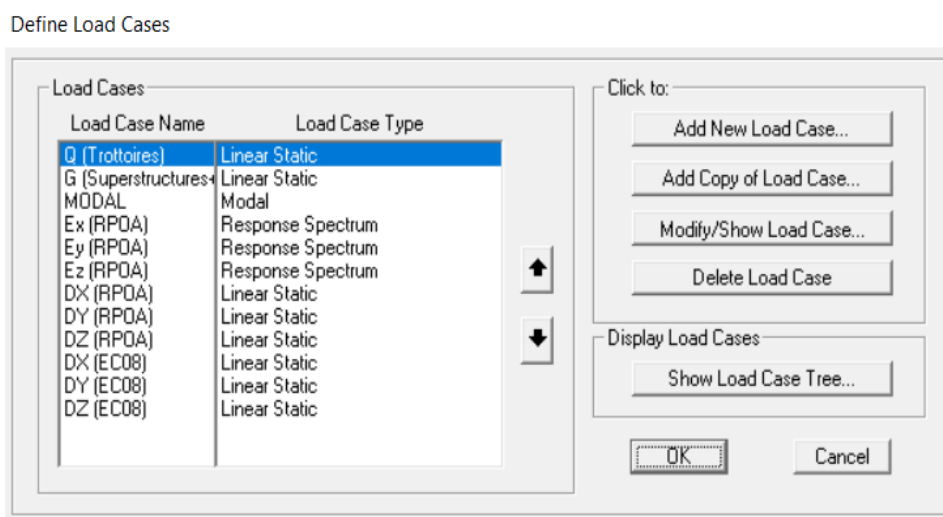 Define Load Cases
Load Cases
Load Case Name Load Case Type
Q (Trottoires) Linear Static
G (Superstructures+ Linear Static
MODAL Modal
Ex (RPOA) Response Spectrum
Ey (RPOA) Response Spectrum
Ez (RPOA) Response Spectrum
DX (RPOA) Linear Static
DY (RPOA) Linear Static
DZ (RPOA) Linear Static
DX (EC08) Linear Static
DY (EC08) Linear Static
DZ (EC08) Linear Static
Click to:
Add New Load Case...
Add Copy of Load Case...
Modify/Show Load Case...
Delete Load Case
Display Load Cases
Show Load Case Tree...
OK Cancel